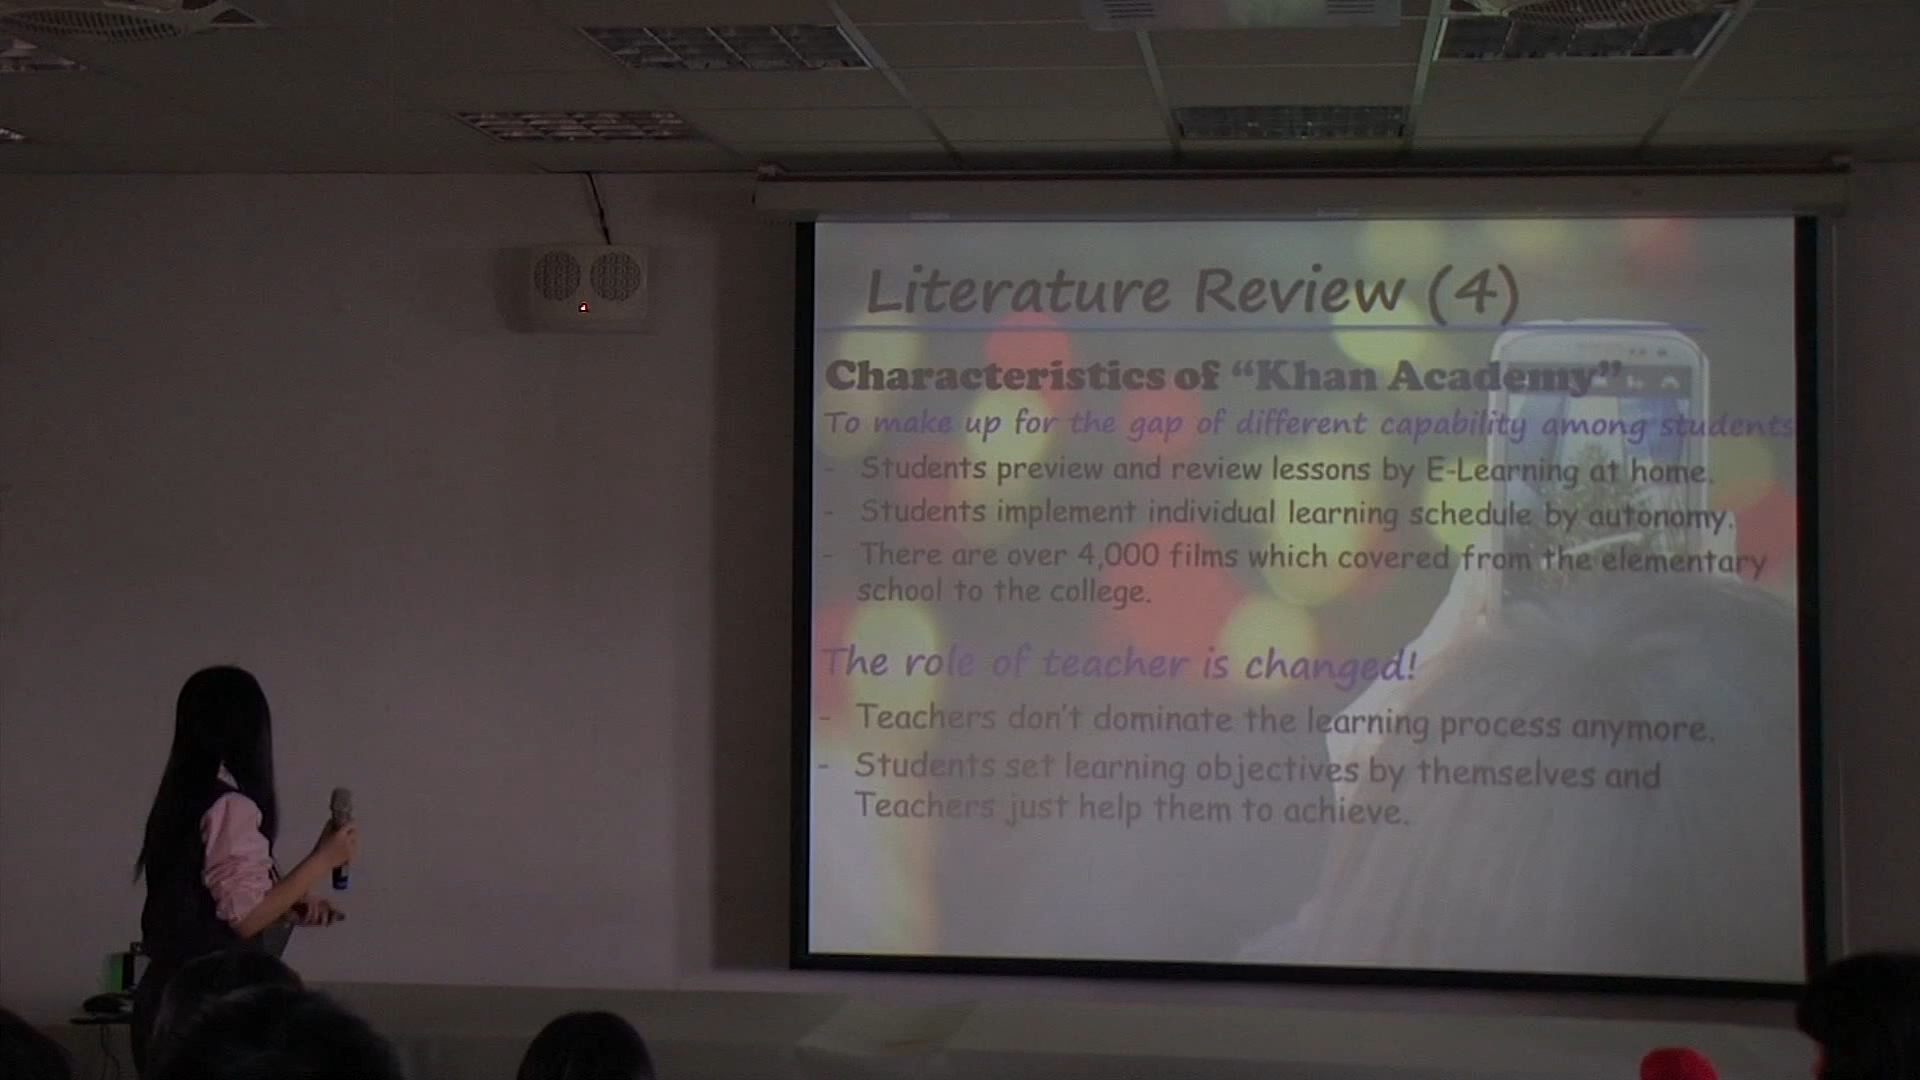 Literature Review (4)
Characteristics of “Khan Academy”
To make up for the gap of different capability among students
- Students preview and review lessons by E-Learning at home.
- Students implement individual learning schedule by autonomy.
- There are over 4,000 films which covered from the elementary
school to the college.
The role of teacher is changed!
- Teachers don't dominate the learning process anymore.
- Students set learning objectives by themselves and
Teachers just help them to achieve.